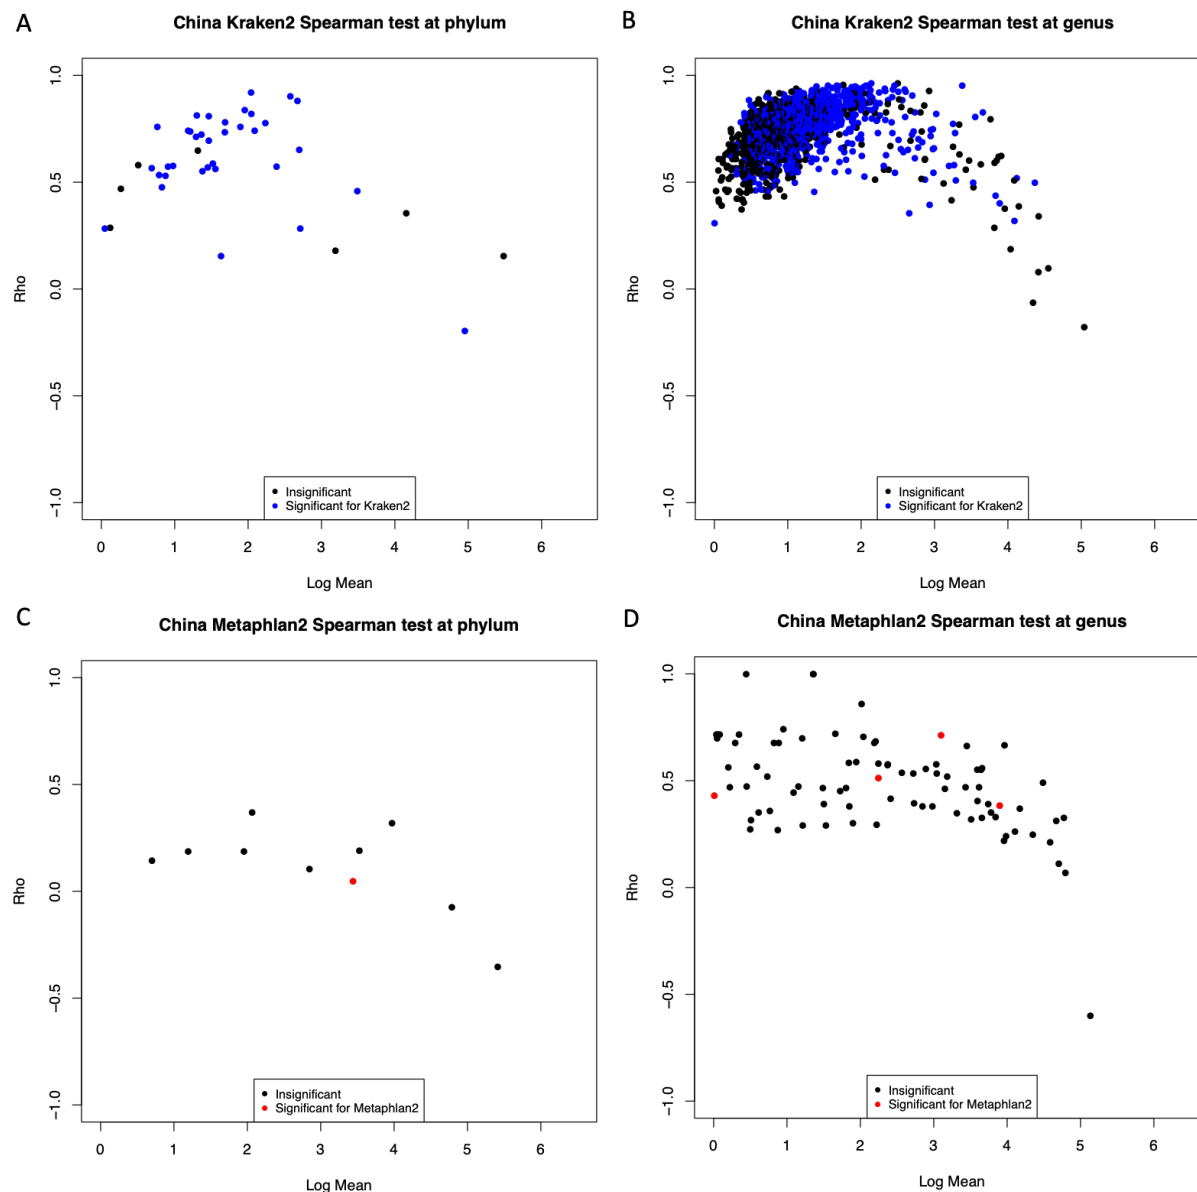 A
China Kraken2 Spearman test at phylum
Rho
1.0
0.5
0.0
−0.5
−1.0
Insignificant
Significant for Kraken2
0 1 2 3 4 5 6
Log Mean
B
China Kraken2 Spearman test at genus
Rho
1.0
0.5
0.0
−0.5
−1.0
Insignificant
Significant for Kraken2
0 1 2 3 4 5 6
Log Mean
C
China Metaphlan2 Spearman test at phylum
Rho
1.0
0.5
0.0
−0.5
−1.0
Insignificant
Significant for Metaphlan2
0 1 2 3 4 5 6
Log Mean
D
China Metaphlan2 Spearman test at genus
Rho
1.0
0.5
0.0
−0.5
−1.0
Insignificant
Significant for Metaphlan2
0 1 2 3 4 5 6
Log Mean